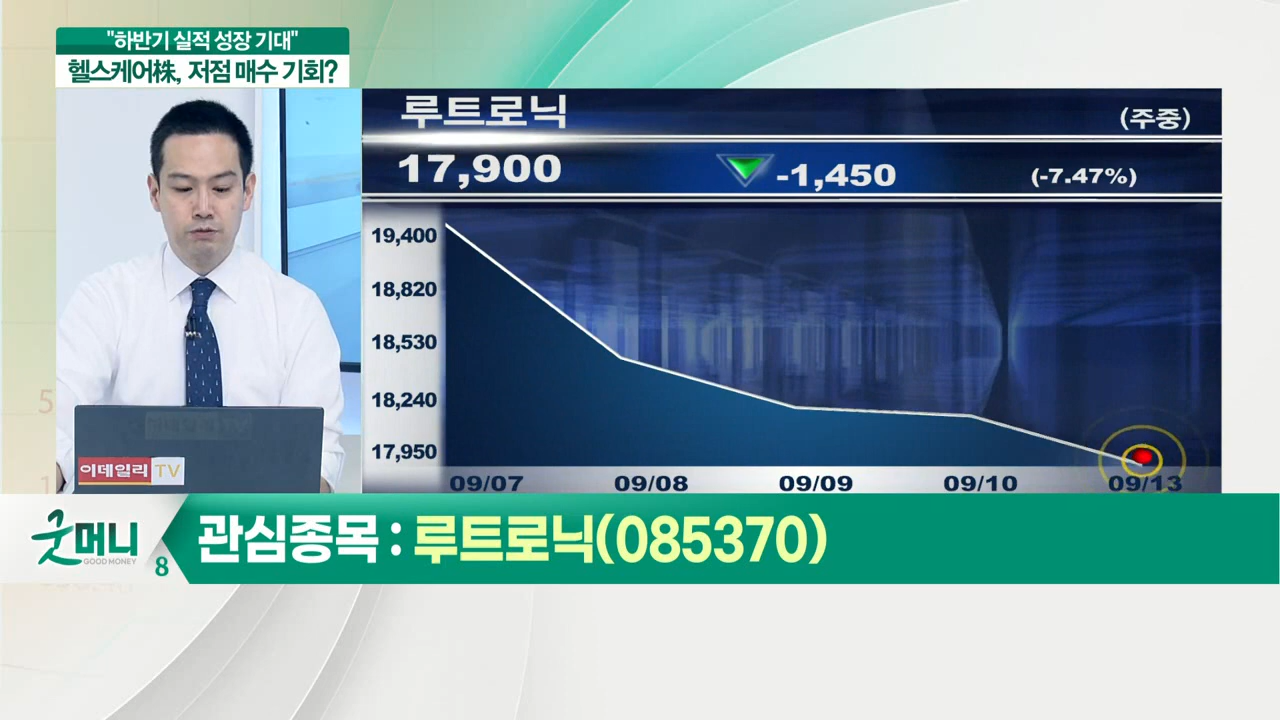 "하반기 실적 성장 기대"
헬스케어株, 저점 매수 기회?
루트로닉
(주중)
17,900
-1,450
(-7.47%)
19,400
18,820
18,530
18,240
17,950
09/07
09/08
09/09
09/10
09/13
이데일리TV
굿머니
GOOD MONEY
8
관심종목 : 루트로닉(085370)
5
1